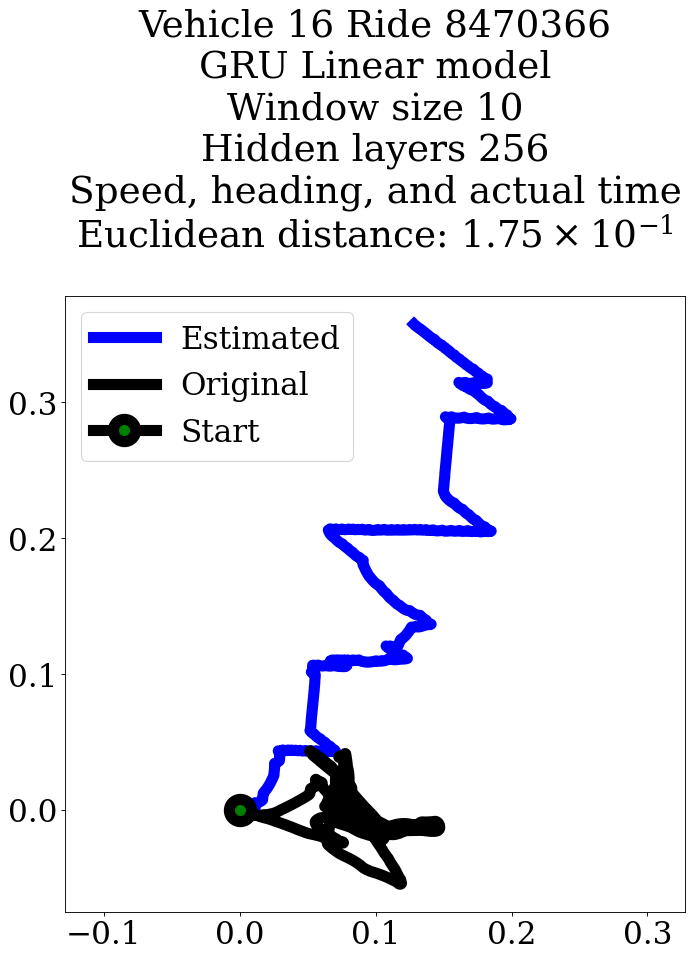 Vehicle 16 Ride 8470366
GRU Linear model
Window size 10
Hidden layers 256
Speed, heading, and actual time
Euclidean distance: 1.75 × 10⁻¹
Estimated
Original
Start
0.3
0.2
0.1
0.0
−0.1 0.0 0.1 0.2 0.3